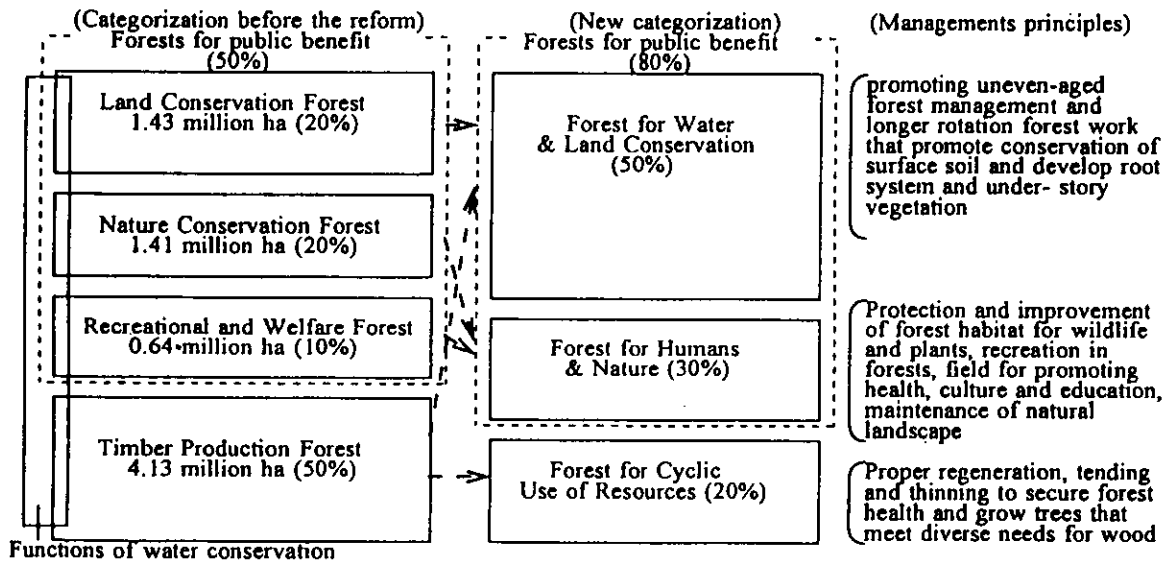 (Categorization before the reform)
Forests for public benefit
(50%)
Land Conservation Forest
1.43 million ha (20%)
Nature Conservation Forest
1.41 million ha (20%)
Recreational and Welfare Forest
0.64 million ha (10%)
Timber Production Forest
4.13 million ha (50%)
Functions of water conservation
(New categorization)
Forests for public benefit
(80%)
Forest for Water
& Land Conservation
(50%)
Forest for Humans
& Nature (30%)
Forest for Cyclic
Use of Resources (20%)
(Managements principles)
promoting uneven-aged
forest management and
longer rotation forest work
that promote conservation of
surface soil and develop root
system and under- story
vegetation
Protection and improvement
of forest habitat for wildlife
and plants, recreation in
forests, field for promoting
health, culture and education,
maintenance of natural
landscape
Proper regeneration, tending
and thinning to secure forest
health and grow trees that
meet diverse needs for wood